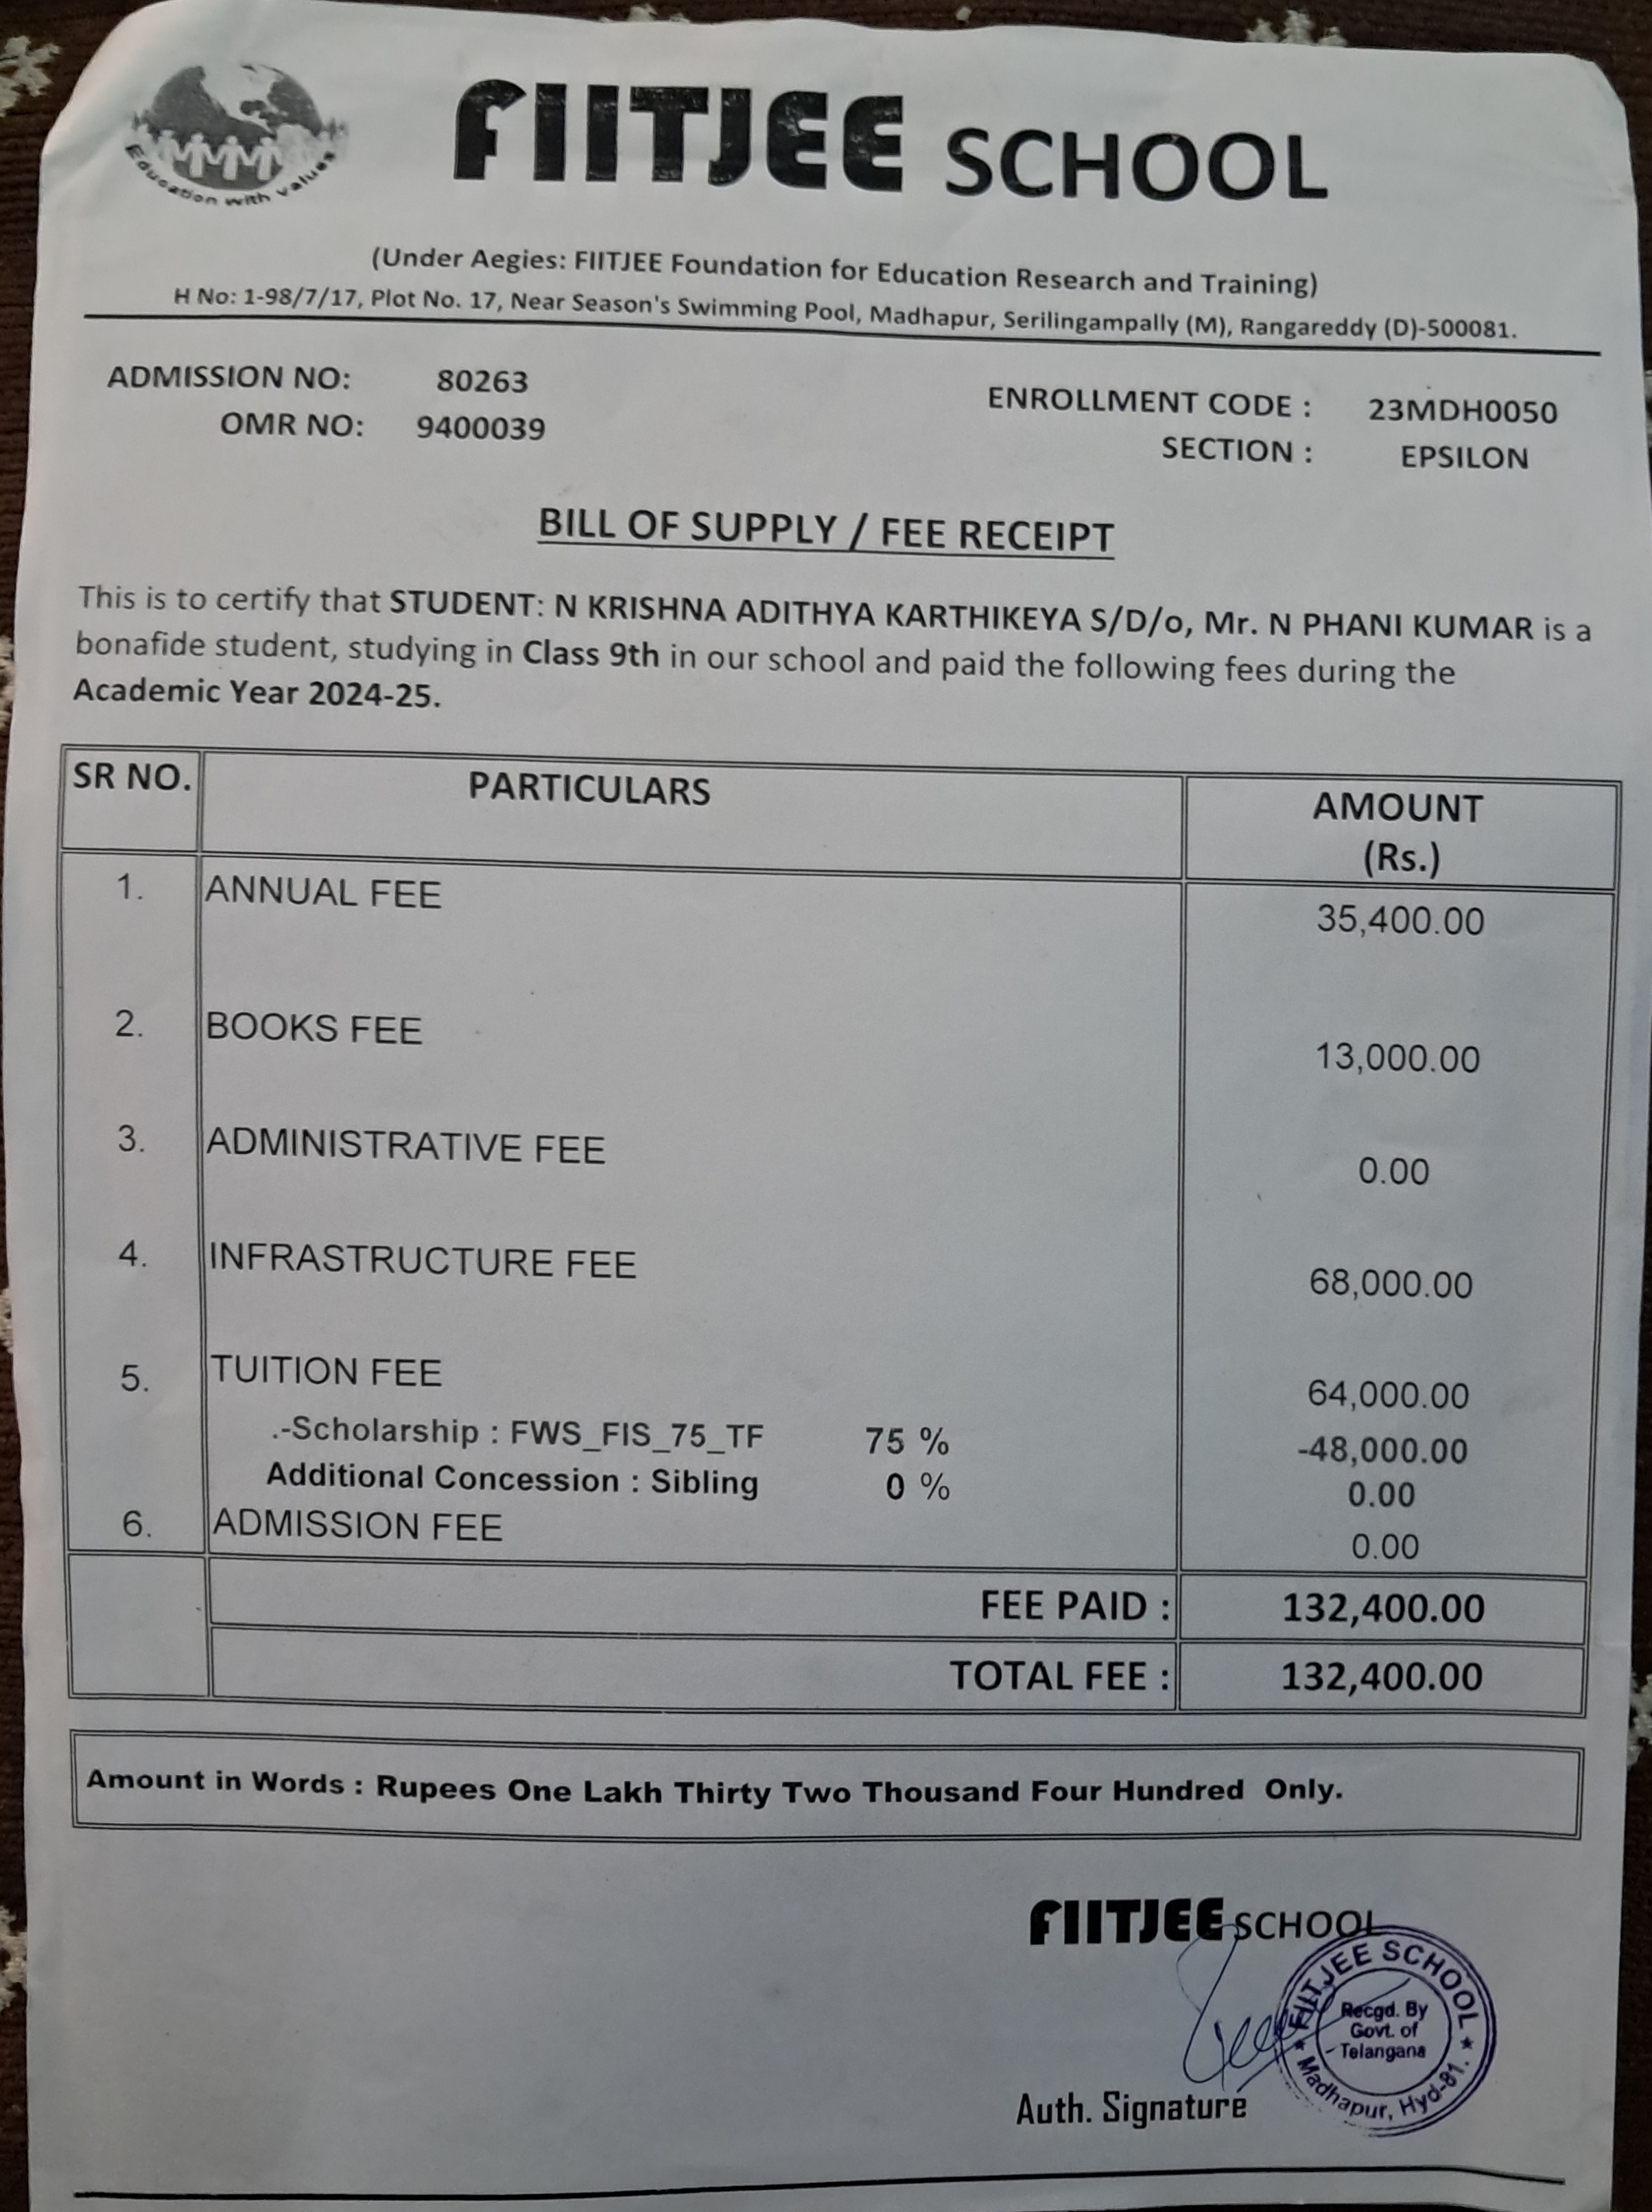 Education with values
FIITJEE SCHOOL
(Under Aegies: FIITJEE Foundation for Education Research and Training)
H No: 1-98/7/17, Plot No. 17, Near Season's Swimming Pool, Madhapur, Serilingampally (M), Rangareddy (D)-500081.
ADMISSION NO: 80263 ENROLLMENT CODE : 23MDH0050
OMR NO: 9400039 SECTION : EPSILON
BILL OF SUPPLY / FEE RECEIPT
This is to certify that STUDENT: N KRISHNA ADITHYA KARTHIKEYA S/D/o, Mr. N PHANI KUMAR is a
bonafide student, studying in Class 9th in our school and paid the following fees during the
Academic Year 2024-25.
SR NO. PARTICULARS AMOUNT
(Rs.)
1. ANNUAL FEE 35,400.00
2. BOOKS FEE 13,000.00
3. ADMINISTRATIVE FEE 0.00
4. INFRASTRUCTURE FEE 68,000.00
5. TUITION FEE 64,000.00
.-Scholarship : FWS_FIS_75_TF 75 % -48,000.00
Additional Concession : Sibling 0 % 0.00
6. ADMISSION FEE 0.00
FEE PAID : 132,400.00
TOTAL FEE : 132,400.00
Amount in Words : Rupees One Lakh Thirty Two Thousand Four Hundred Only.
FIITJEE SCHOOL
FIITJEE SCHOOL
Recgd. By
Govt. of
Telangana
★ Madhapur, Hyd-81. ★
Auth. Signature